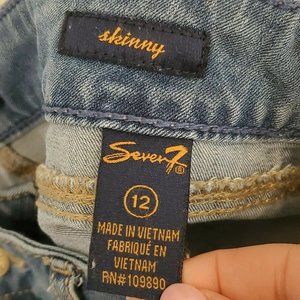 skinny
Seven7®
12
MADE IN VIETNAM
FABRIQUÉ EN
VIETNAM
RN#109890